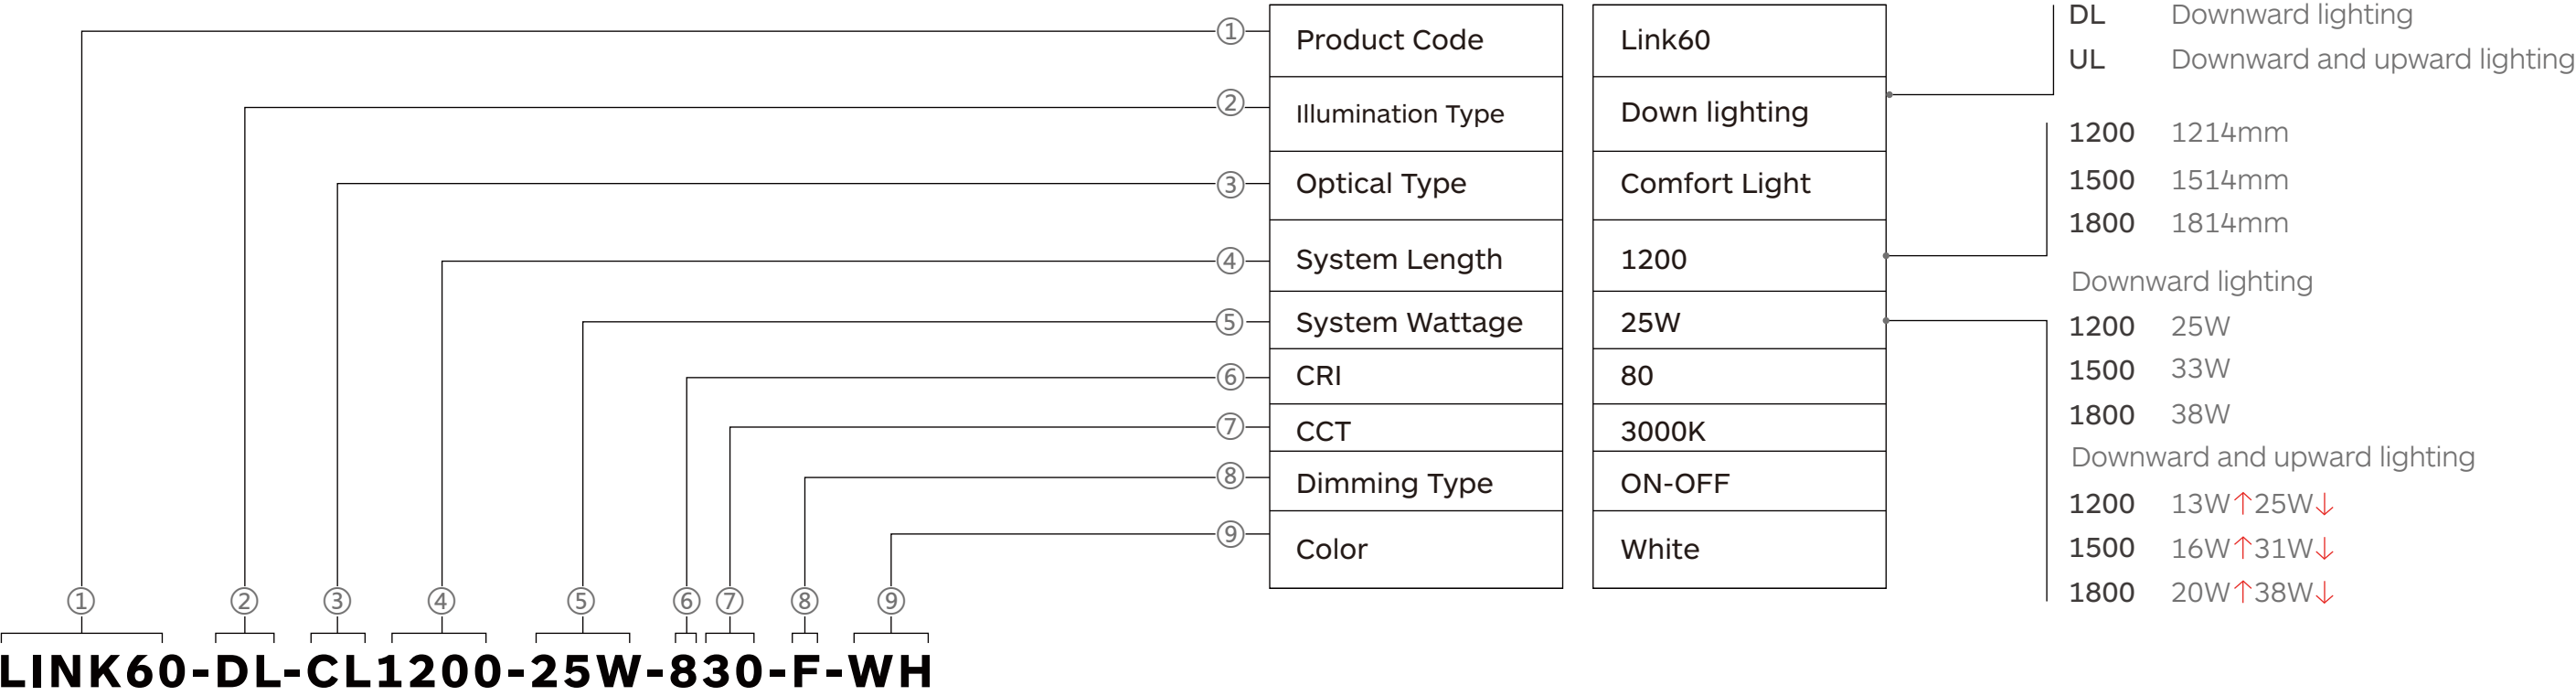 ① Product Code Link60
② Illumination Type Down lighting
③ Optical Type Comfort Light
④ System Length 1200
⑤ System Wattage 25W
⑥ CRI 80
⑦ CCT 3000K
⑧ Dimming Type ON-OFF
⑨ Color White
DL Downward lighting
UL Downward and upward lighting
1200 1214mm
1500 1514mm
1800 1814mm
Downward lighting
1200 25W
1500 33W
1800 38W
Downward and upward lighting
1200 13W↑25W↓
1500 16W↑31W↓
1800 20W↑38W↓
① ② ③ ④ ⑤ ⑥ ⑦ ⑧ ⑨
LINK60-DL-CL1200-25W-830-F-WH